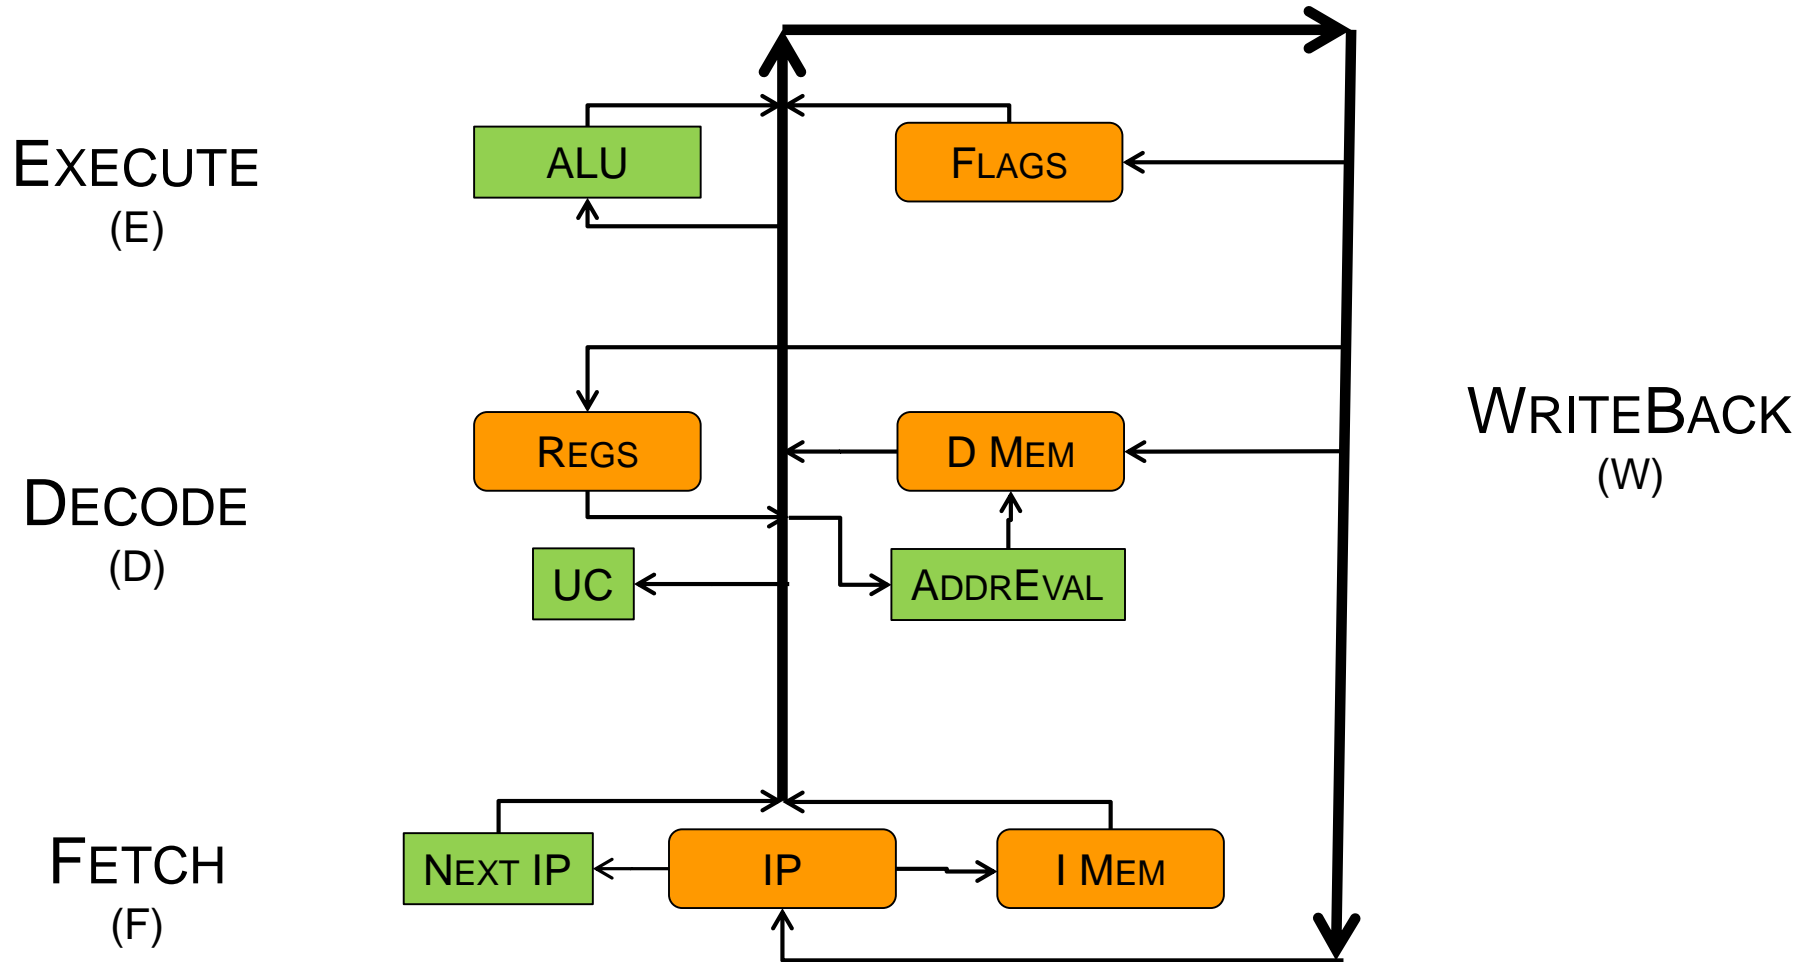 EXECUTE
(E)
ALU
FLAGS
WRITEBACK
(W)
DECODE
(D)
REGS
D MEM
UC
ADDREVAL
FETCH
(F)
NEXT IP
IP
I MEM